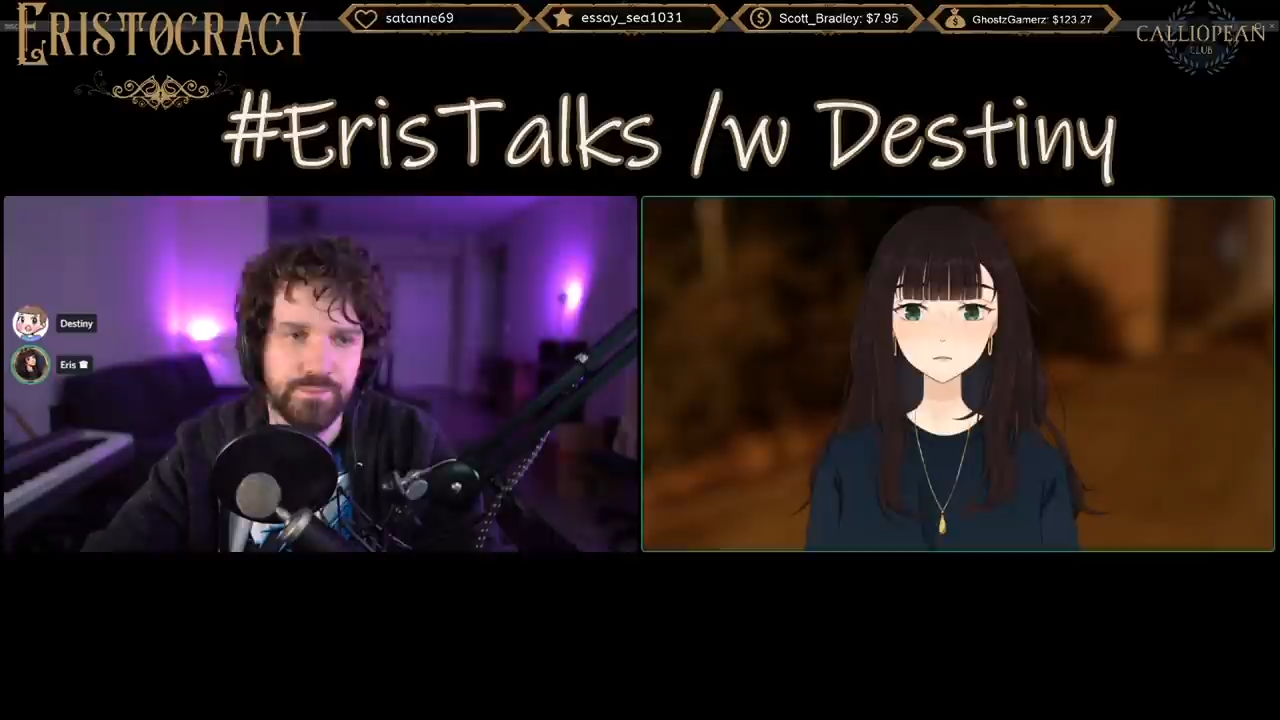 ERISTOCRACY
satanne69
essay_sea1031
Scott_Bradley: $7.95
GhostzGamerz: $123.27
CALLIOPEAN
CLUB
#ErisTalks /w Destiny
Destiny
Eris